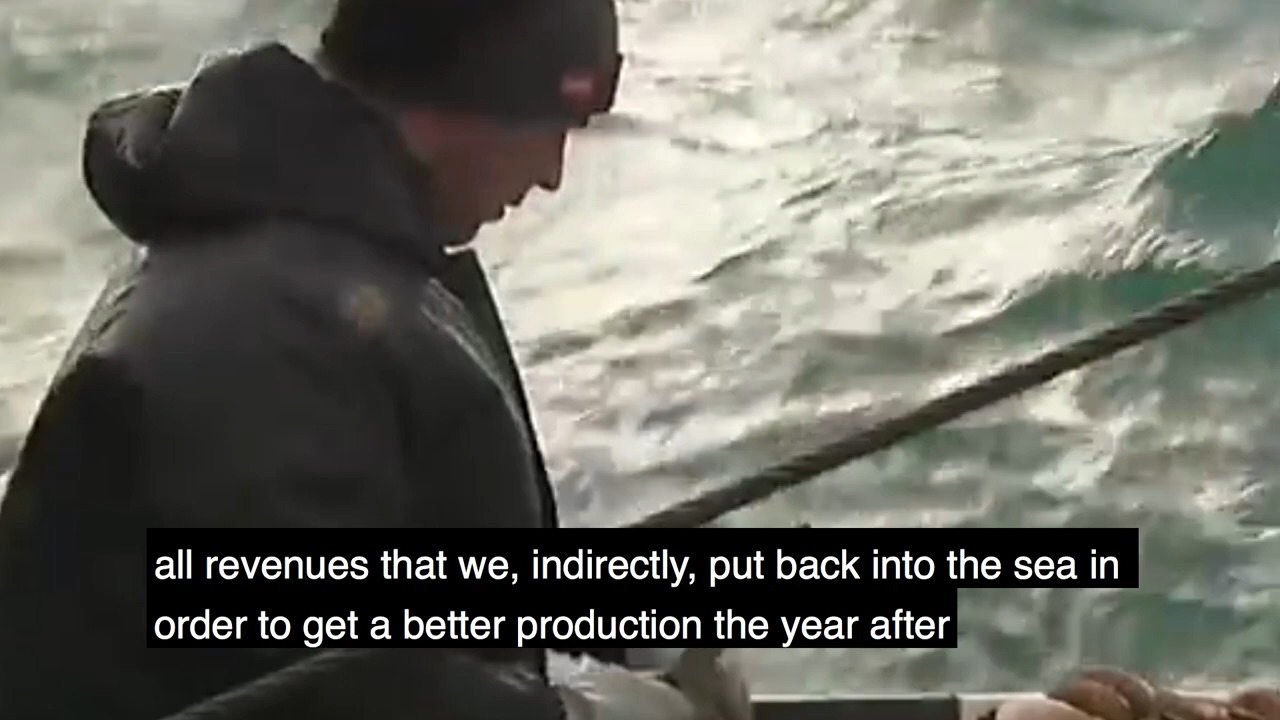 all revenues that we, indirectly, put back into the sea in
order to get a better production the year after